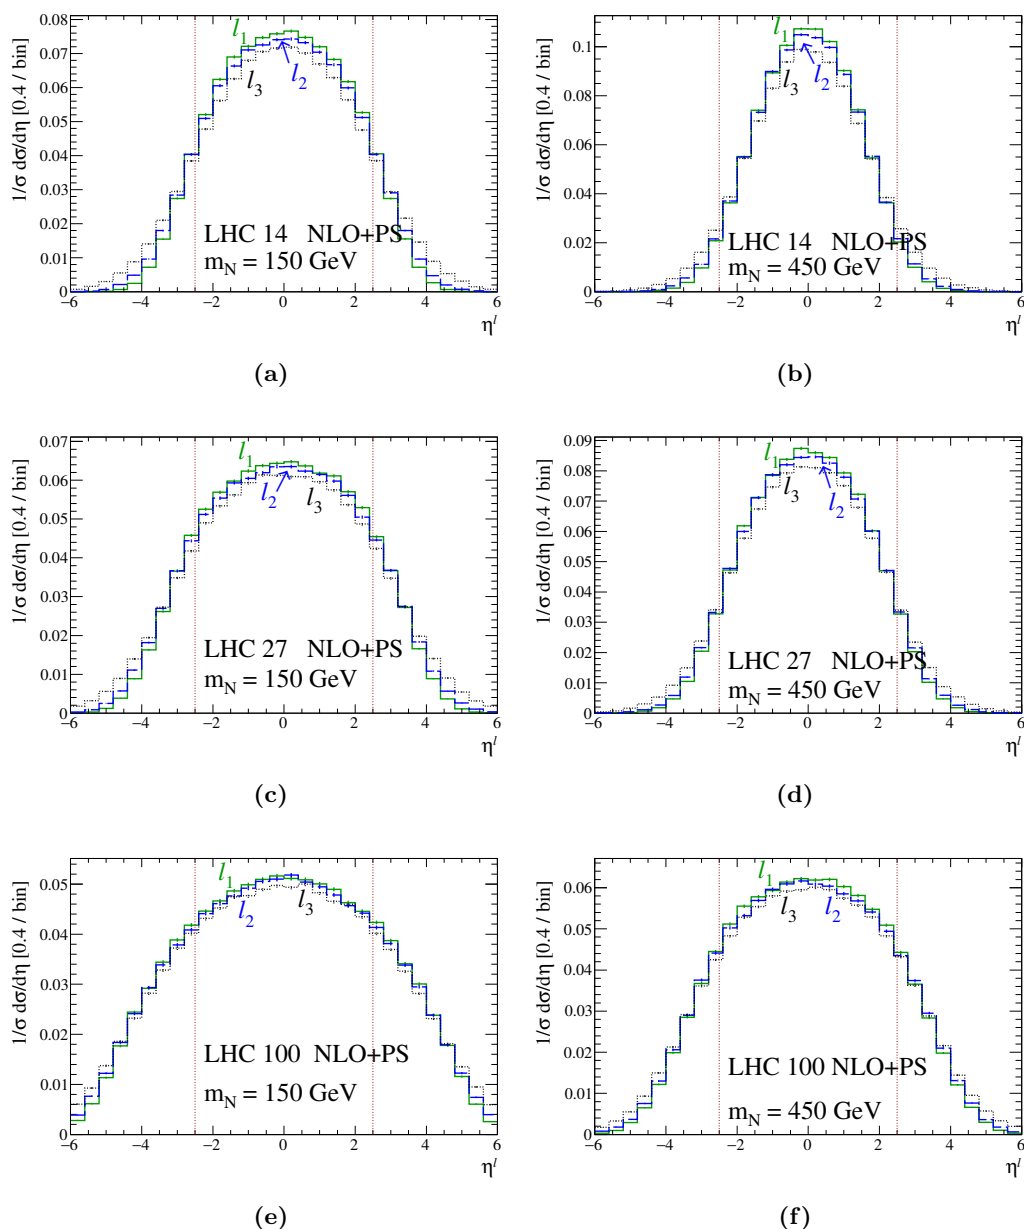 1/σ dσ/dη [0.4 / bin]
0.08
0.07
0.06
0.05
0.04
0.03
0.02
0.01
0
l1
l2
l3
LHC 14 NLO+PS
mN = 150 GeV
−6 −4 −2 0 2 4 6
ηl
(a)
1/σ dσ/dη [0.4 / bin]
0.1
0.08
0.06
0.04
0.02
0
l1
l2
l3
LHC 14 NLO+PS
mN = 450 GeV
−6 −4 −2 0 2 4 6
ηl
(b)
1/σ dσ/dη [0.4 / bin]
0.07
0.06
0.05
0.04
0.03
0.02
0.01
0
l1
l2
l3
LHC 27 NLO+PS
mN = 150 GeV
−6 −4 −2 0 2 4 6
ηl
(c)
1/σ dσ/dη [0.4 / bin]
0.09
0.08
0.07
0.06
0.05
0.04
0.03
0.02
0.01
0
l1
l3
l2
LHC 27 NLO+PS
mN = 450 GeV
−6 −4 −2 0 2 4 6
ηl
(d)
1/σ dσ/dη [0.4 / bin]
0.05
0.04
0.03
0.02
0.01
0
l1
l2
l3
LHC 100 NLO+PS
mN = 150 GeV
−6 −4 −2 0 2 4 6
ηl
(e)
1/σ dσ/dη [0.4 / bin]
0.06
0.05
0.04
0.03
0.02
0.01
0
l1
l3
l2
LHC 100 NLO+PS
mN = 450 GeV
−6 −4 −2 0 2 4 6
ηl
(f)